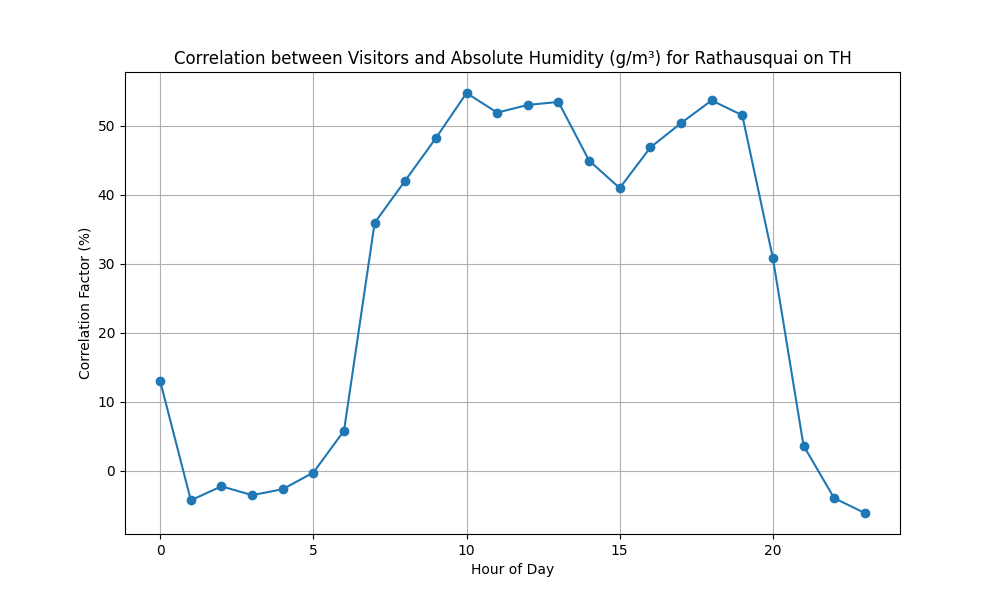 Correlation between Visitors and Absolute Humidity (g/m³) for Rathausquai on TH
Correlation Factor (%)
50
40
30
20
10
0
0 5 10 15 20
Hour of Day